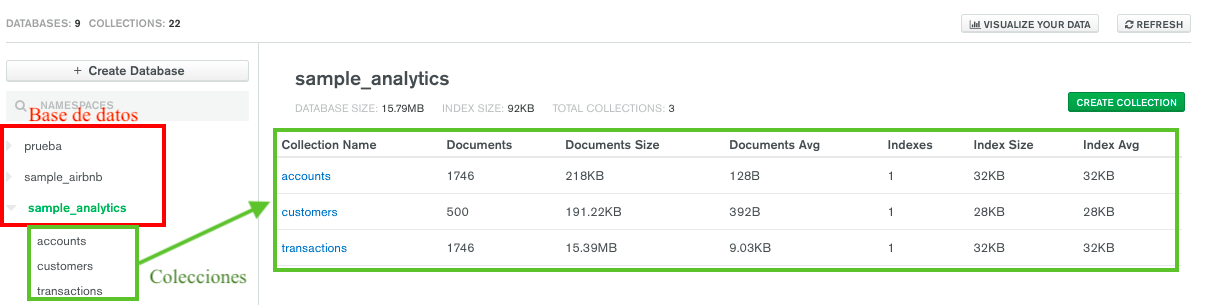 DATABASES: 9 COLLECTIONS: 22
VISUALIZE YOUR DATA
REFRESH
+ Create Database
NAMESPACES
Base de datos
prueba
sample_airbnb
sample_analytics
accounts
customers
transactions
Colecciones
sample_analytics
DATABASE SIZE: 15.79MB INDEX SIZE: 92KB TOTAL COLLECTIONS: 3
CREATE COLLECTION
Collection Name Documents Documents Size Documents Avg Indexes Index Size Index Avg
accounts 1746 218KB 128B 1 32KB 32KB
customers 500 191.22KB 392B 1 28KB 28KB
transactions 1746 15.39MB 9.03KB 1 32KB 32KB